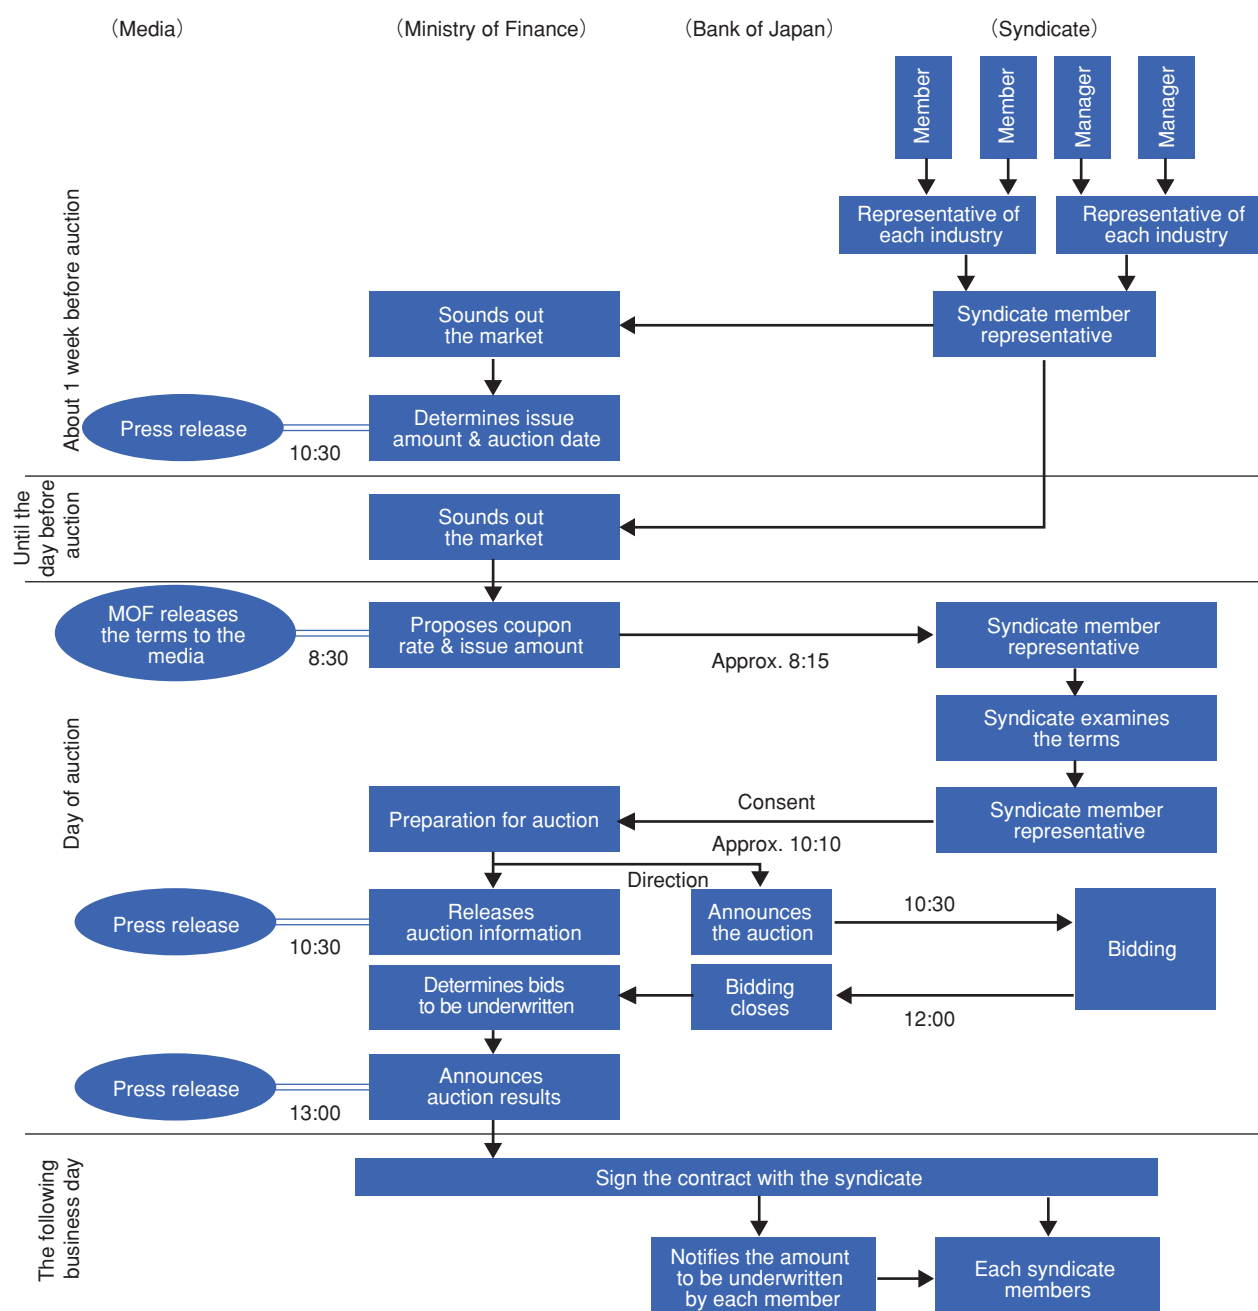 （Media）
（Ministry of Finance）
（Bank of Japan）
（Syndicate）
Member
Member
Manager
Manager
About 1 week before auction
Representative of
each industry
Representative of
each industry
Sounds out
the market
Syndicate member
representative
Press release
10:30
Determines issue
amount & auction date
Until the
day before
auction
Sounds out
the market
Day of auction
MOF releases
the terms to the
media
8:30
Proposes coupon
rate & issue amount
Approx. 8:15
Syndicate member
representative
Syndicate examines
the terms
Preparation for auction
Consent
Approx. 10:10
Syndicate member
representative
Direction
Press release
10:30
Releases
auction information
Announces
the auction
10:30
Bidding
Determines bids
to be underwritten
Bidding
closes
12:00
Press release
13:00
Announces
auction results
The following
business day
Sign the contract with the syndicate
Notifies the amount
to be underwritten
by each member
Each syndicate
members